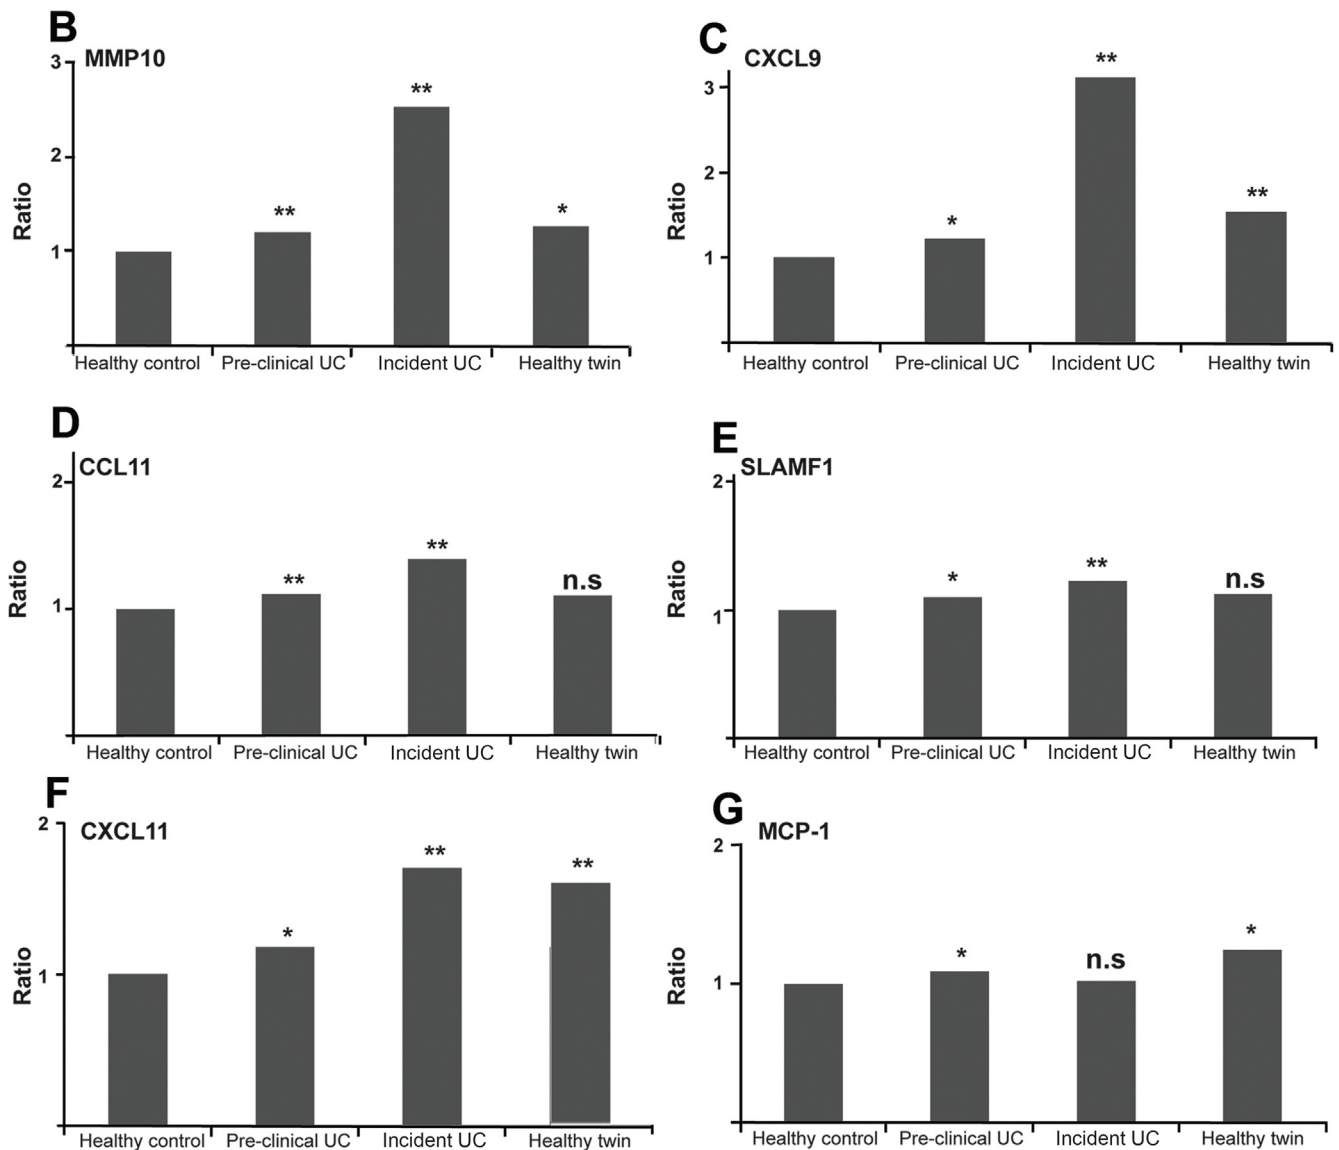 B
MMP10
3
**
2
**
*
1
Ratio
Healthy control Pre-clinical UC Incident UC Healthy twin
C
CXCL9
**
3
2
**
*
1
Ratio
Healthy control Pre-clinical UC Incident UC Healthy twin
D
CCL11
2
**
**
n.s
1
Ratio
Healthy control Pre-clinical UC Incident UC Healthy twin
E
SLAMF1
2
**
*
n.s
1
Ratio
Healthy control Pre-clinical UC Incident UC Healthy twin
F
CXCL11
2
**
**
*
1
Ratio
Healthy control Pre-clinical UC Incident UC Healthy twin
G
MCP-1
2
*
*
n.s
1
Ratio
Healthy control Pre-clinical UC Incident UC Healthy twin